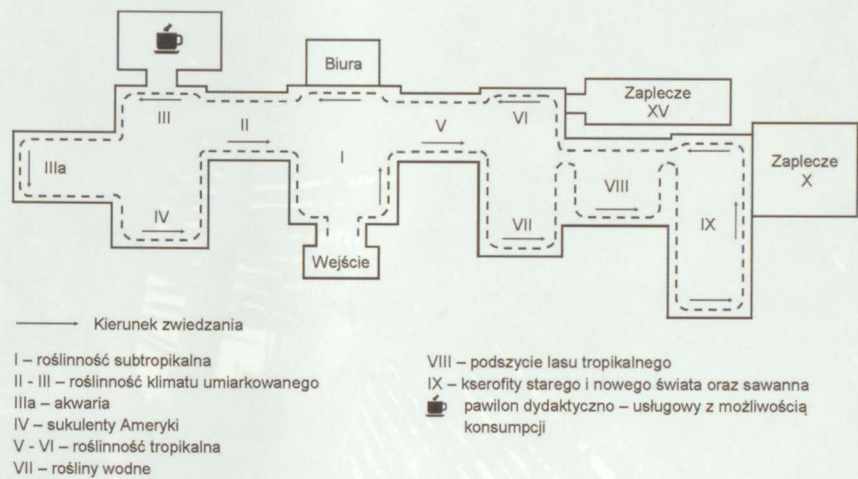 Biura
Zaplecze
XV
III
II
V
VI
IIIa
I
Zaplecze
X
VIII
IV
VII
IX
Wejście
Kierunek zwiedzania
I – roślinność subtropikalna
II - III – roślinność klimatu umiarkowanego
IIIa – akwaria
IV – sukulenty Ameryki
V - VI – roślinność tropikalna
VII – rośliny wodne
VIII – podszycie lasu tropikalnego
IX – kserofity starego i nowego świata oraz sawanna
pawilon dydaktyczno – usługowy z możliwością
konsumpcji